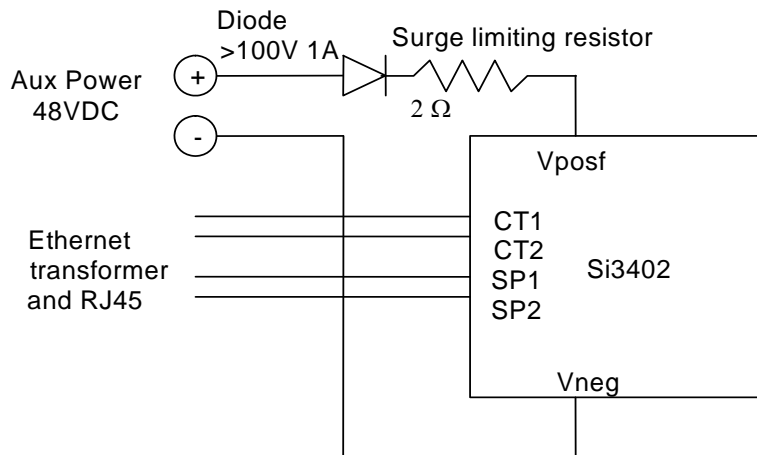 Diode
>100V 1A
Surge limiting resistor
Aux Power
48VDC
+
-
2 Ω
Vposf
CT1
CT2
SP1
SP2
Ethernet
transformer
and RJ45
Si3402
Vneg